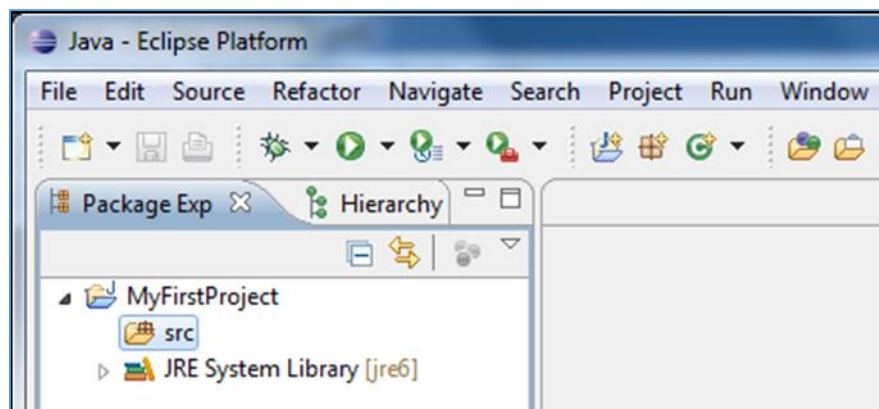 Java - Eclipse Platform
File Edit Source Refactor Navigate Search Project Run Window
Package Exp Hierarchy
MyFirstProject
src
JRE System Library [jre6]